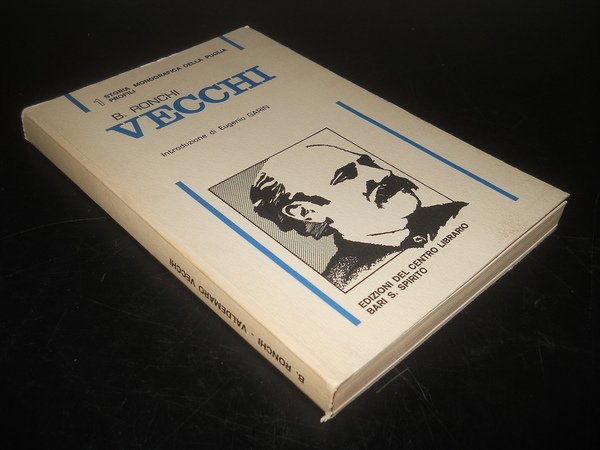 1 STORIA MONOGRAFICA DELLA PUGLIA
PROFILI
B. RONCHI
VECCHI
Introduzione di Eugenio GARIN
EDIZIONI DEL CENTRO LIBRARIO
BARI S. SPIRITO
B. RONCHI - VALDEMARO VECCHI